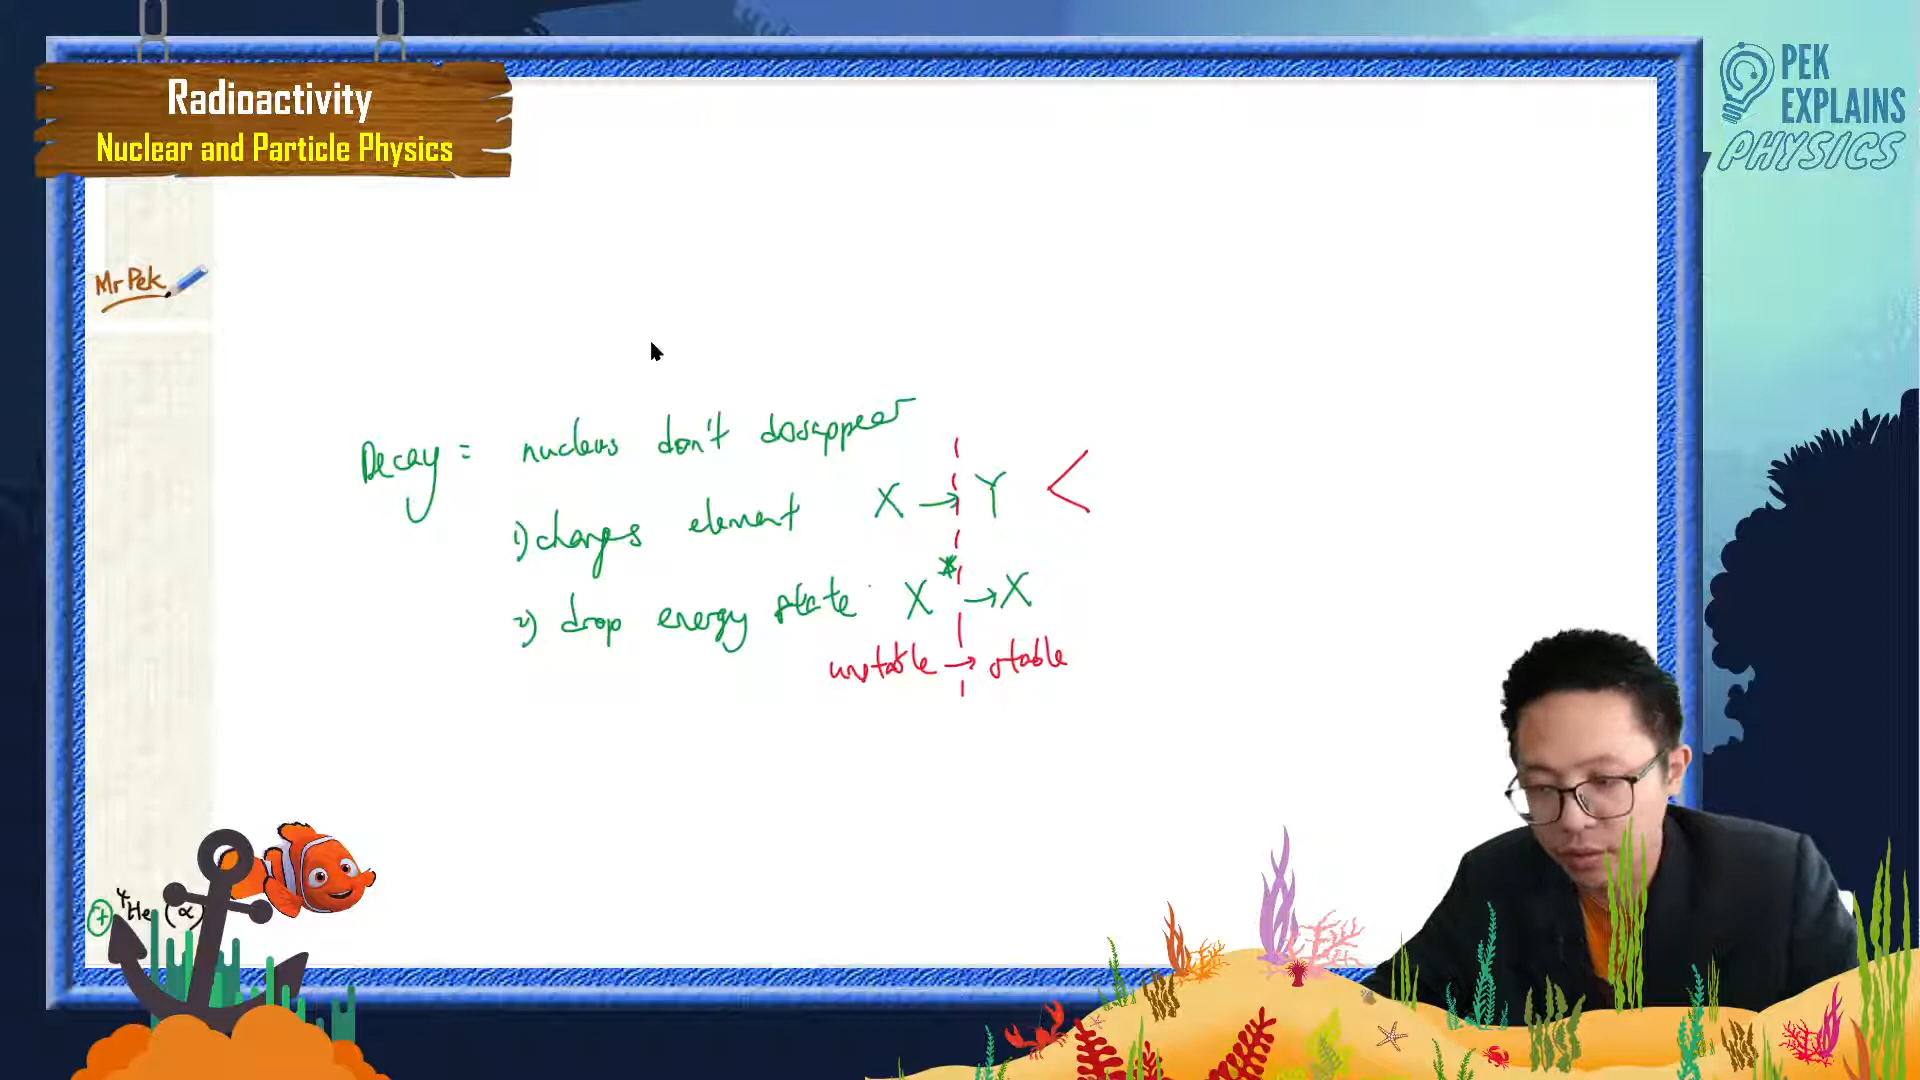 Radioactivity
Nuclear and Particle Physics
PEK
EXPLAINS
PHYSICS
Mr Pek
Decay = nucleus don't disappear
1) changes element X → Y <
2) drop energy state X* → X
unstable → stable
+ ⁴He (α)